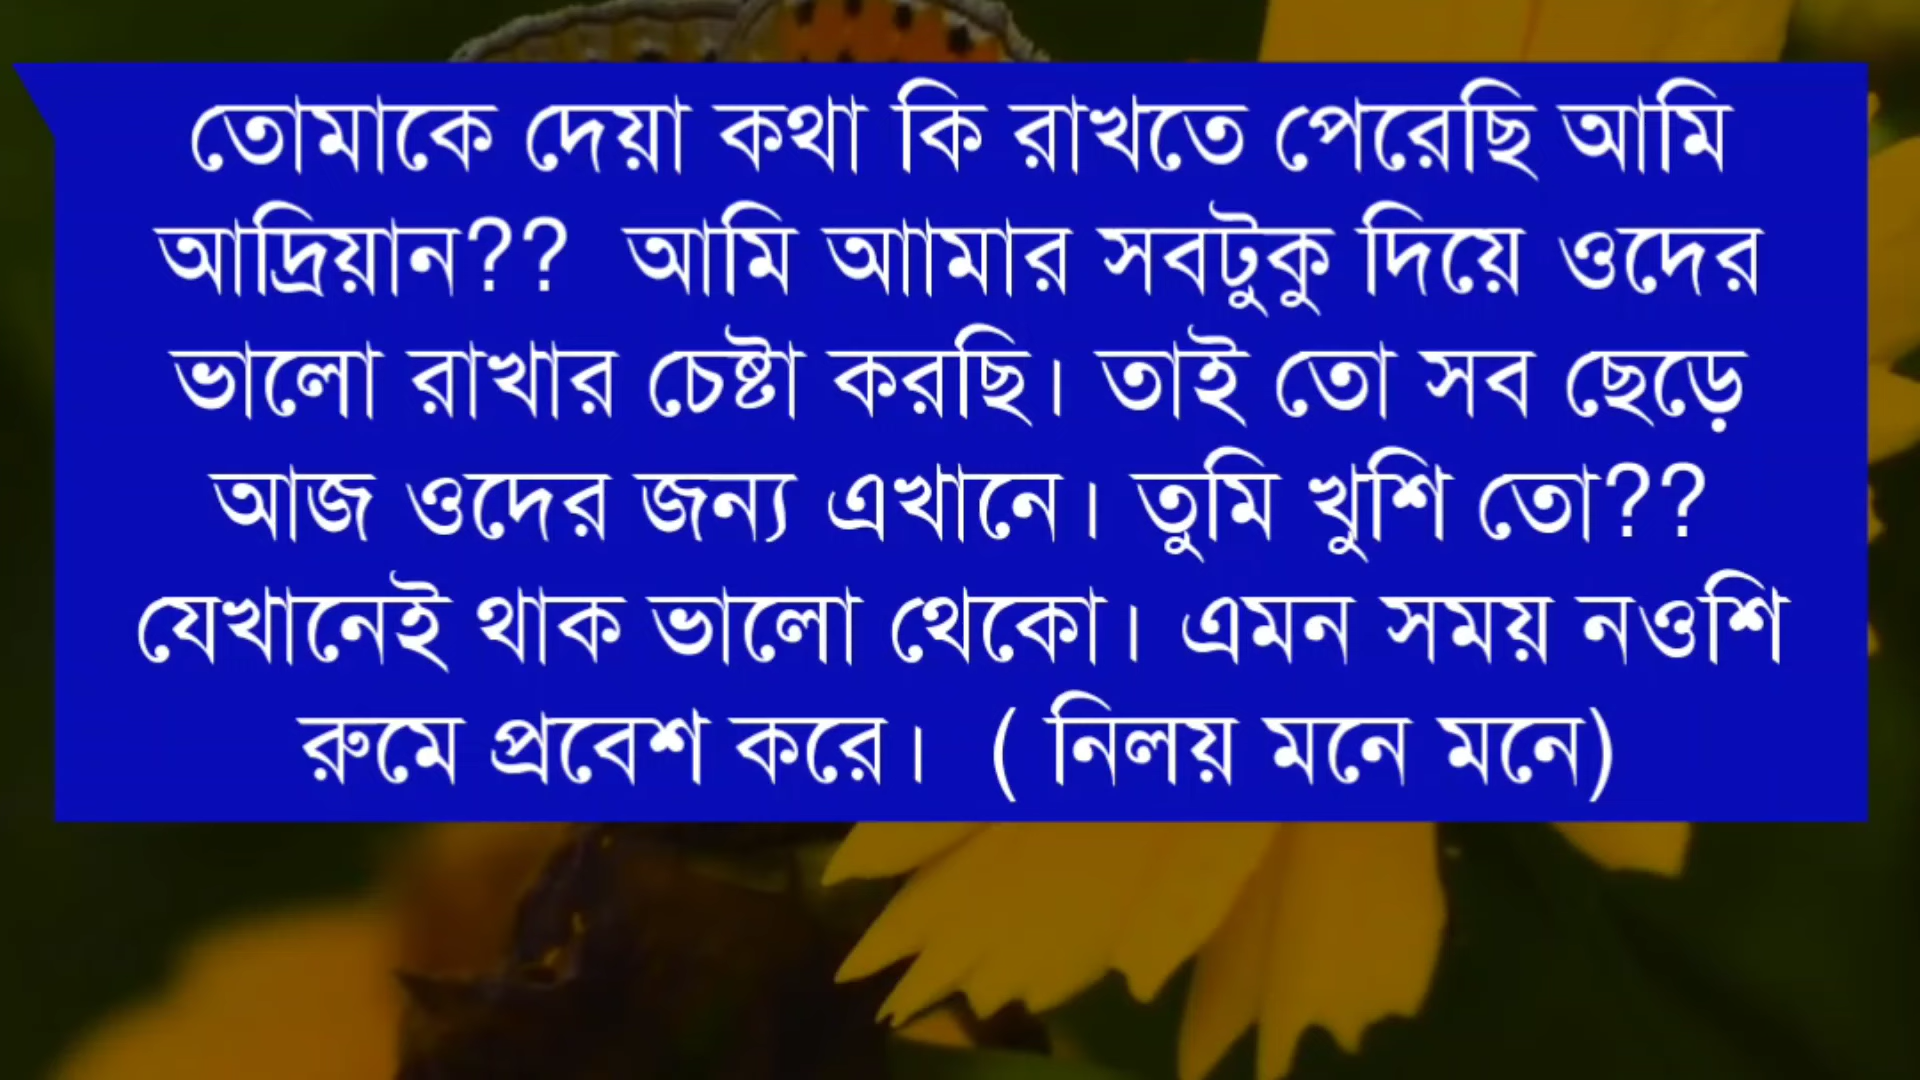 তোমাকে দেয়া কথা কি রাখতে পেরেছি আমি
আদ্রিয়ান?? আমি আামার সবটুকু দিয়ে ওদের
ভালো রাখার চেষ্টা করছি। তাই তো সব ছেড়ে
আজ ওদের জন্য এখানে। তুমি খুশি তো??
যেখানেই থাক ভালো থেকো। এমন সময় নওশি
রুমে প্রবেশ করে। ( নিলয় মনে মনে)